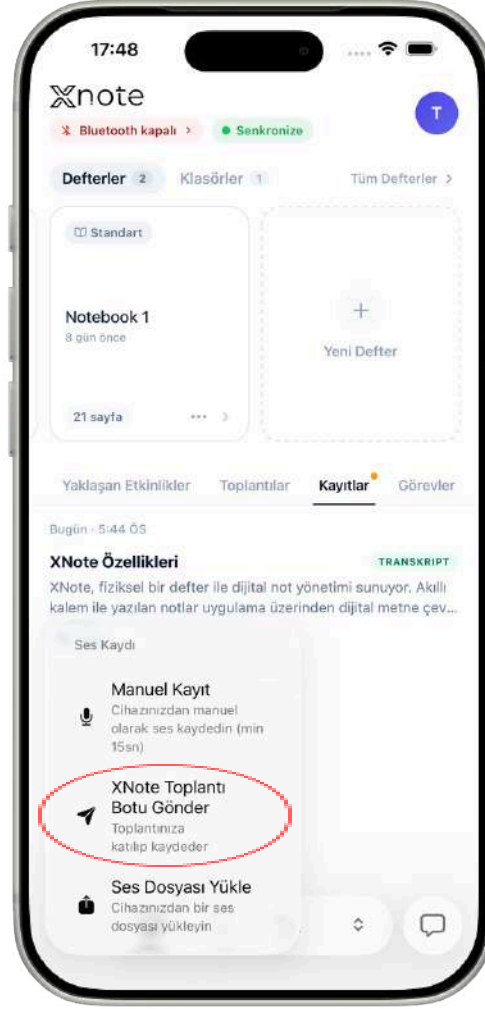 17:48
Xnote
Bluetooth kapalı >
Senkronize
T
Defterler 2
Klasörler 1
Tüm Defterler >
Standart
Notebook 1
8 gün önce
21 sayfa
Yeni Defter
Yaklaşan Etkinlikler
Toplantılar
Kayıtlar
Görevler
Bugün · 5:44 ÖS
XNote Özellikleri
TRANSKRIPT
XNote, fiziksel bir defter ile dijital not yönetimi sunuyor. Akıllı
kalem ile yazılan notlar uygulama üzerinden dijital metne çev...
Ses Kaydı
Manuel Kayıt
Cihazınızdan manuel
olarak ses kaydedin (min
15sn)
XNote Toplantı
Botu Gönder
Toplantınıza
katılıp kaydeder
Ses Dosyası Yükle
Cihazınızdan bir ses
dosyası yükleyin